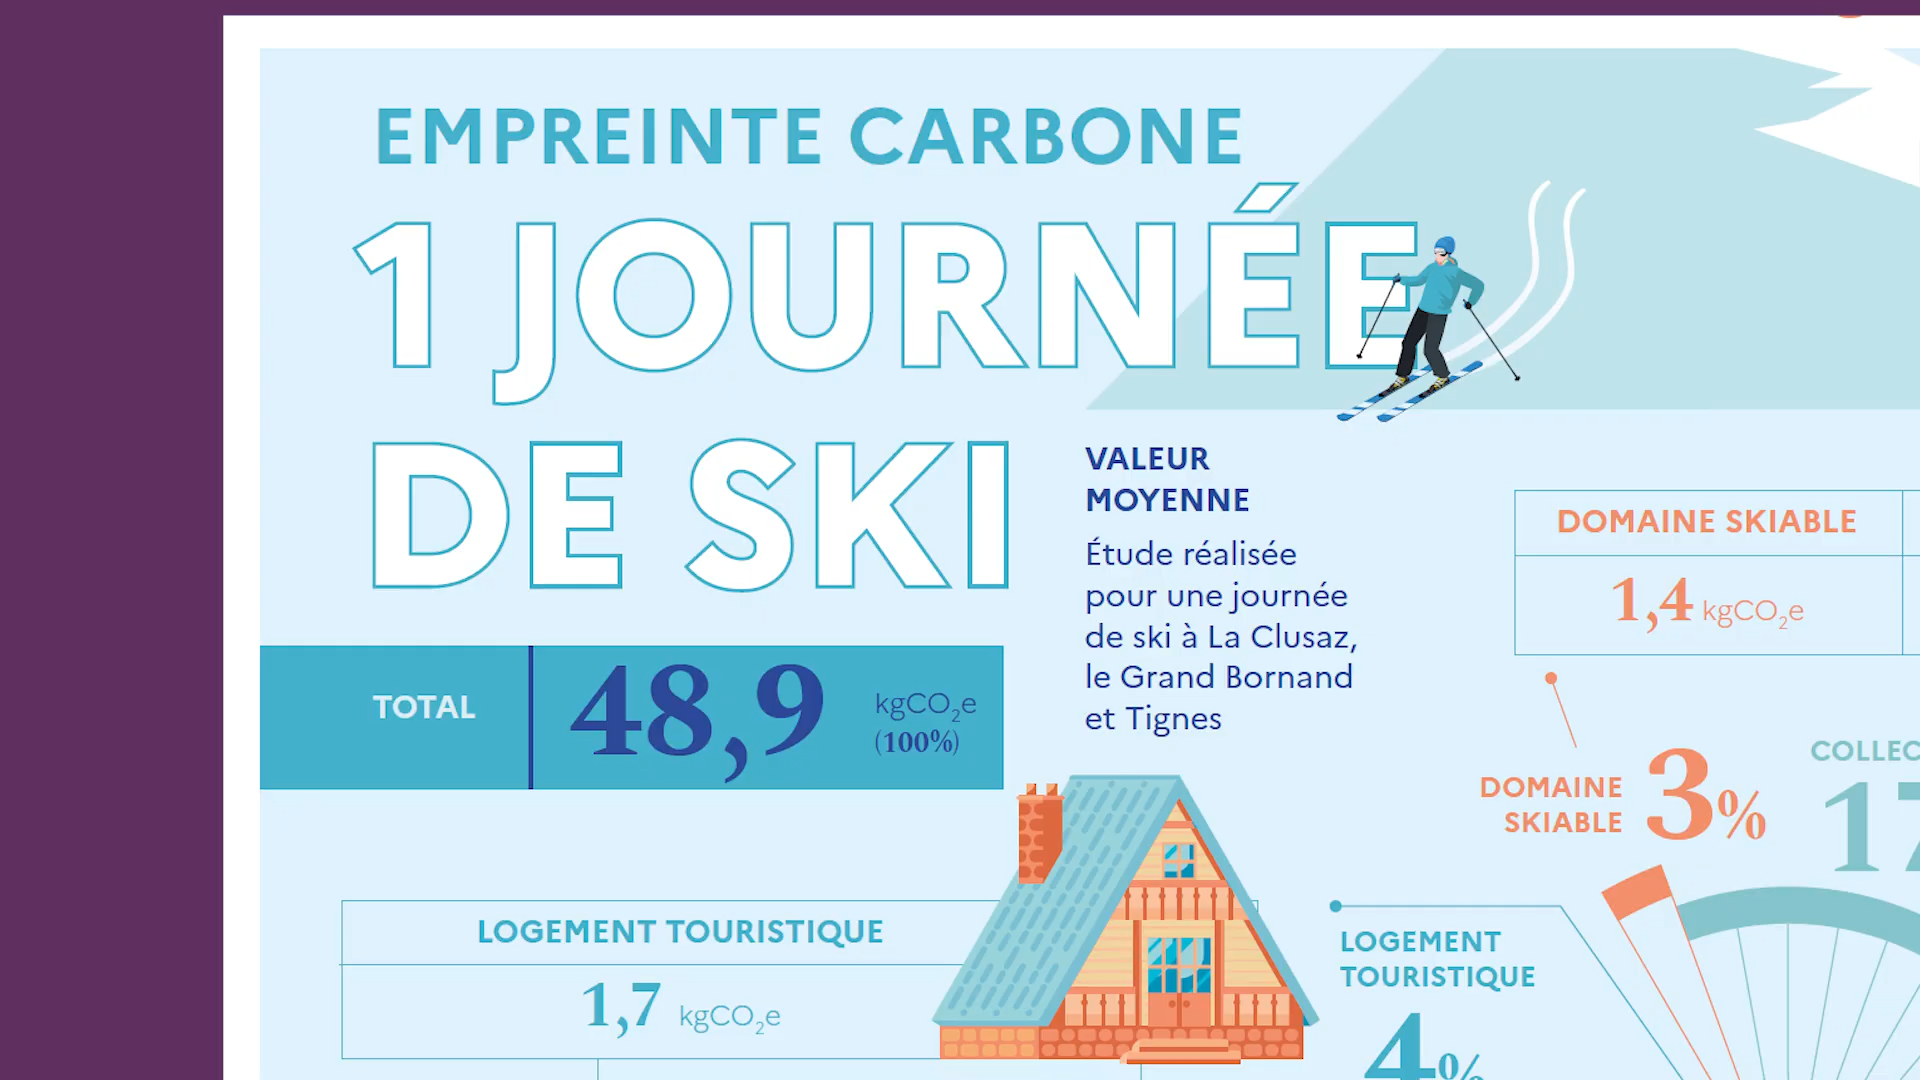 EMPREINTE CARBONE
1 JOURNÉE
DE SKI
TOTAL
48,9
kgCO₂e
(100%)
VALEUR
MOYENNE
Étude réalisée
pour une journée
de ski à La Clusaz,
le Grand Bornand
et Tignes
DOMAINE SKIABLE
1,4 kgCO₂e
DOMAINE
SKIABLE
3%
LOGEMENT TOURISTIQUE
1,7 kgCO₂e
LOGEMENT
TOURISTIQUE
4%